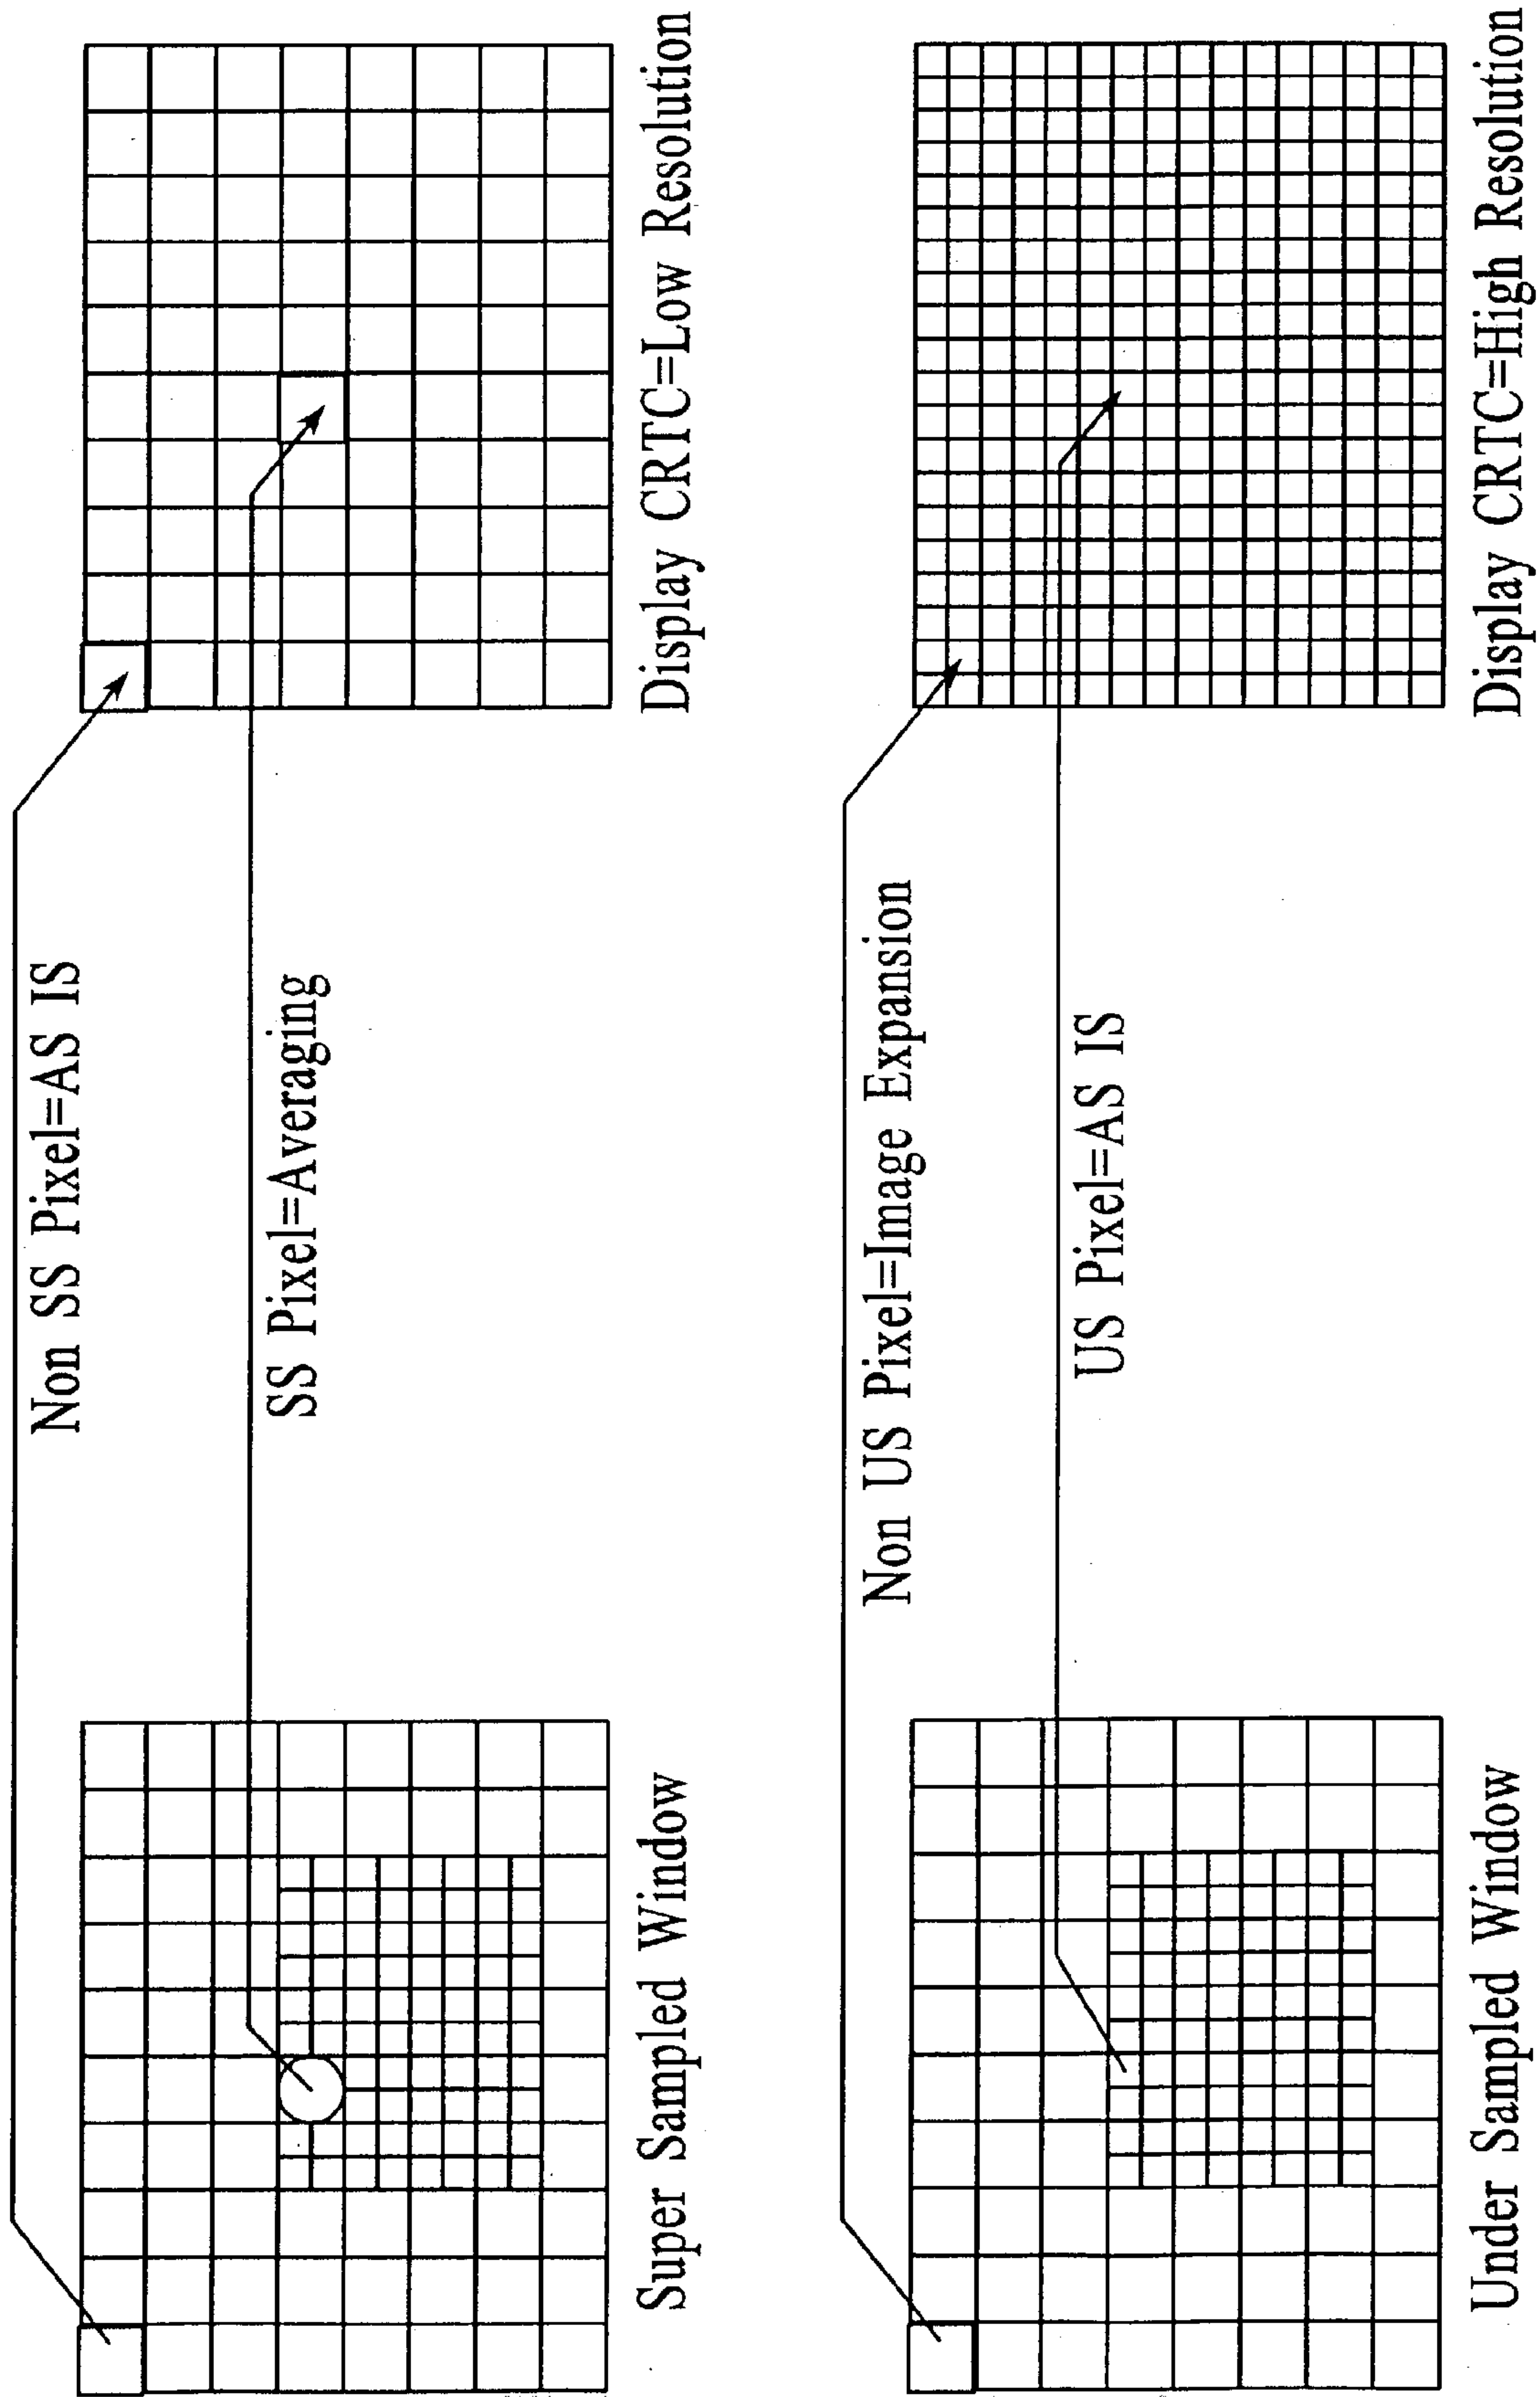 Non SS Pixel=AS IS
SS Pixel=Averaging
Super Sampled Window
Display CRTC=Low Resolution
Non US Pixel=Image Expansion
US Pixel=AS IS
Under Sampled Window
Display CRTC=High Resolution